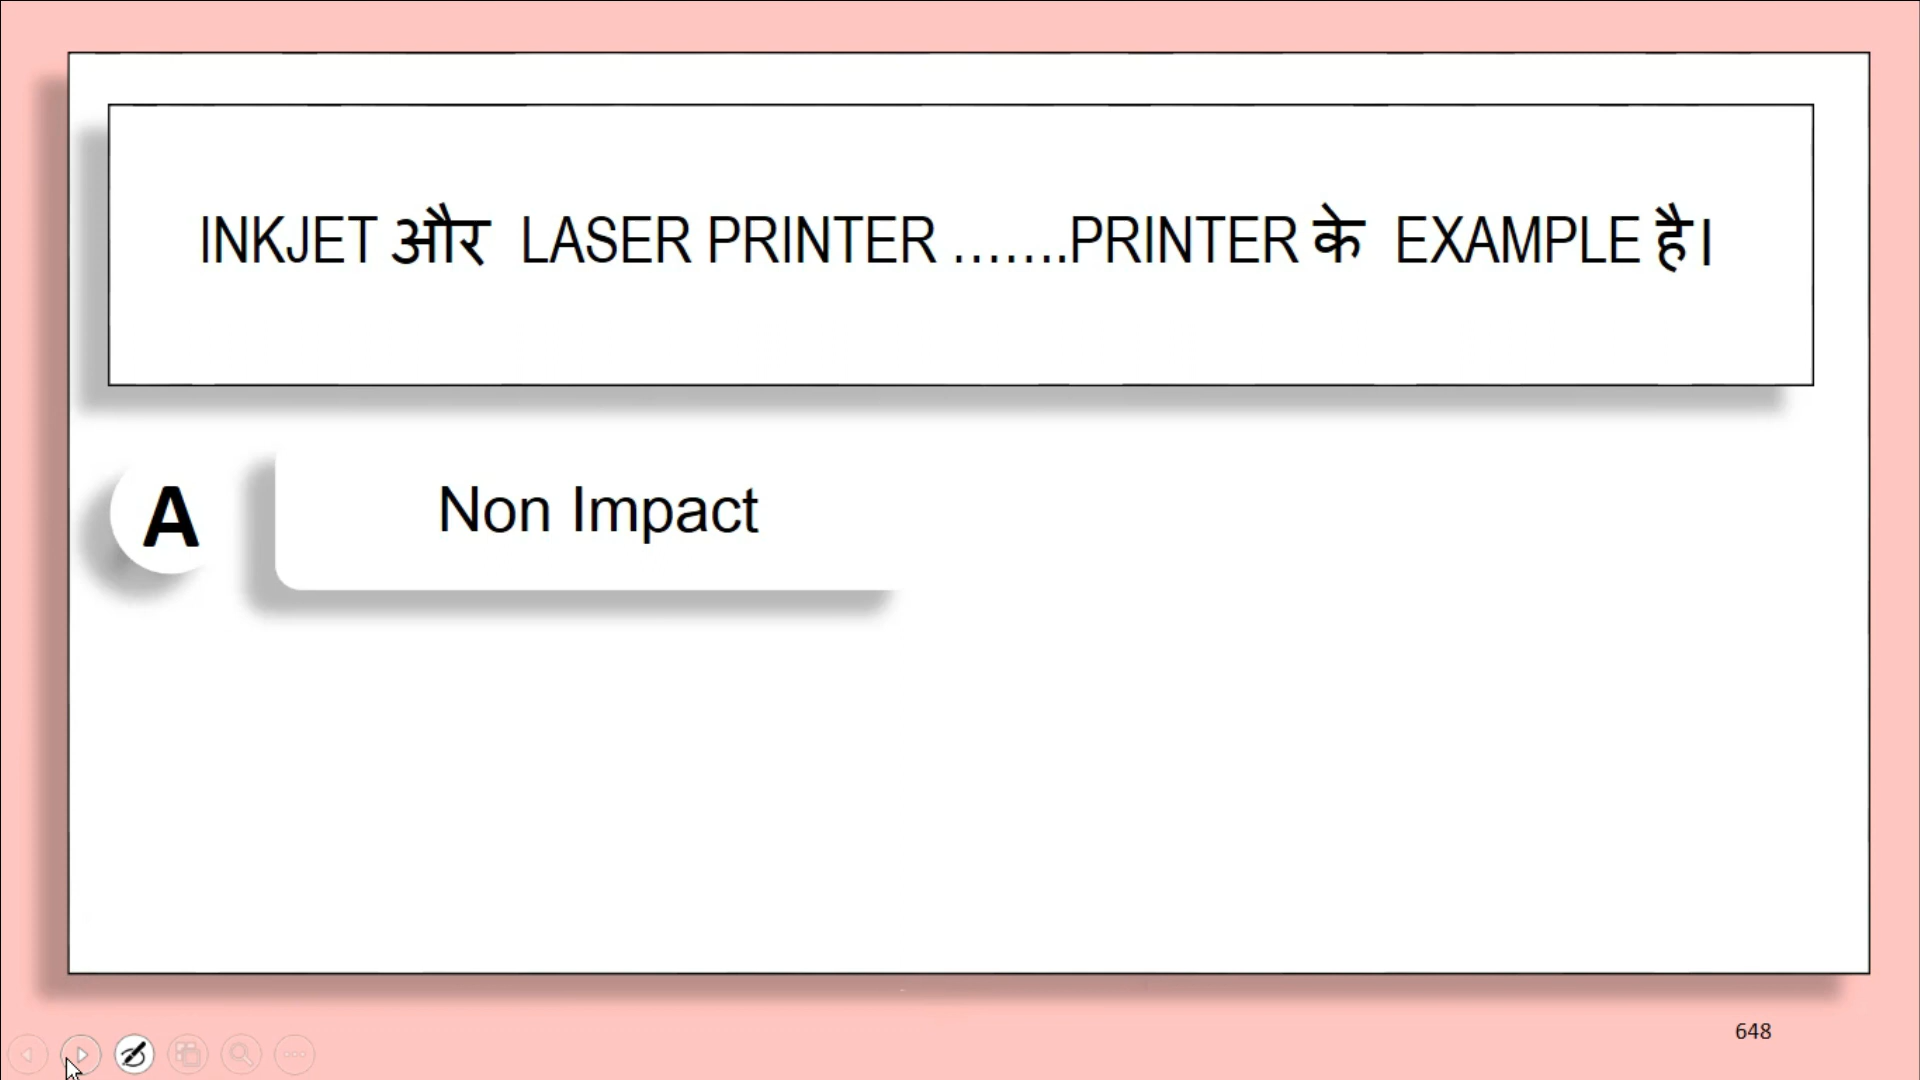 INKJET और LASER PRINTER .......PRINTER के EXAMPLE है।
A
Non Impact
648